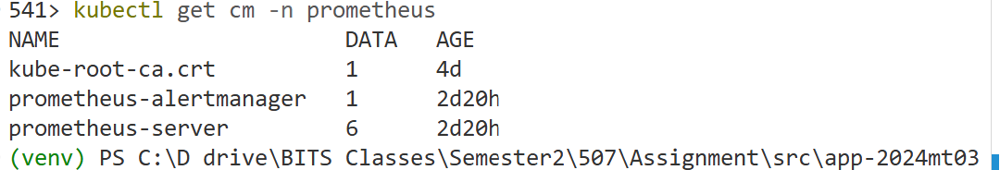 541> kubectl get cm -n prometheus
NAME                      DATA   AGE
kube-root-ca.crt          1      4d
prometheus-alertmanager   1      2d20h
prometheus-server         6      2d20h
(venv) PS C:\D drive\BITS Classes\Semester2\507\Assignment\src\app-2024mt03